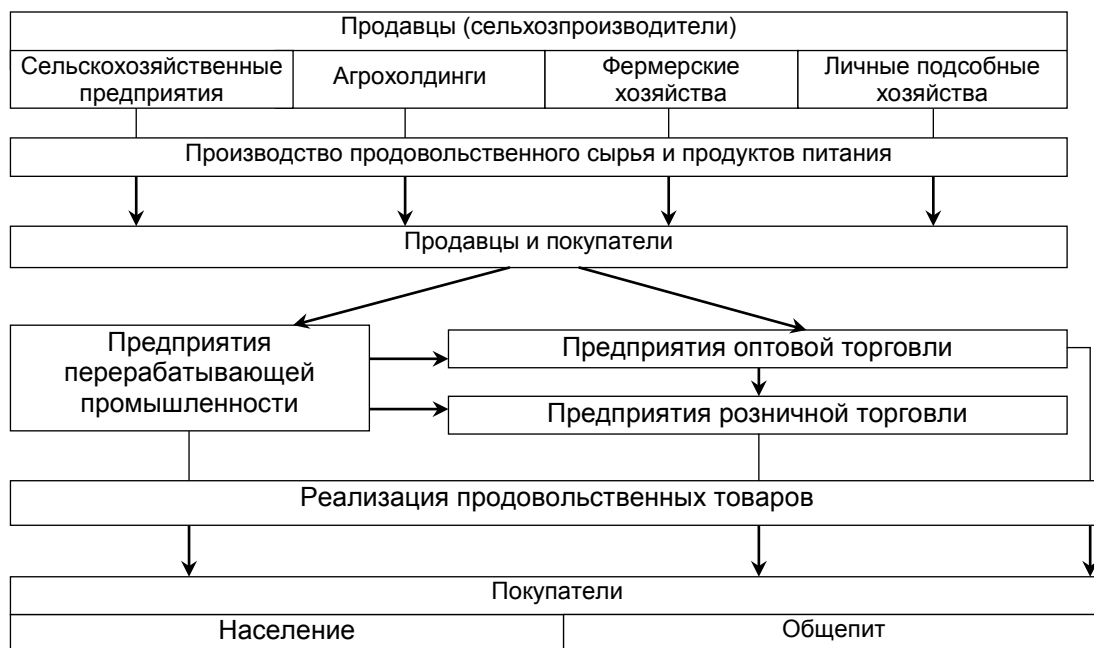 Продавцы (сельхозпроизводители)
Сельскохозяйственные
предприятия
Агрохолдинги
Фермерские
хозяйства
Личные подсобные
хозяйства
Производство продовольственного сырья и продуктов питания
Продавцы и покупатели
Предприятия
перерабатывающей
промышленности
Предприятия оптовой торговли
Предприятия розничной торговли
Реализация продовольственных товаров
Покупатели
Население
Общепит